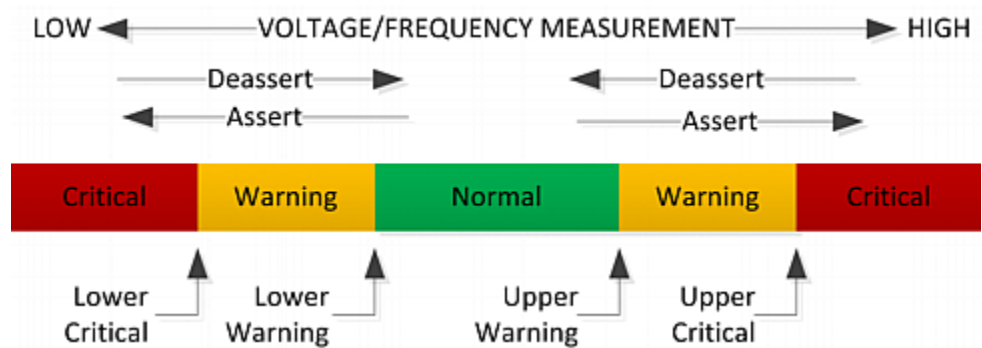 LOW VOLTAGE/FREQUENCY MEASUREMENT HIGH
Deassert Deassert
Assert Assert
Critical Warning Normal Warning Critical
Lower Lower Upper Upper
Critical Warning Warning Critical